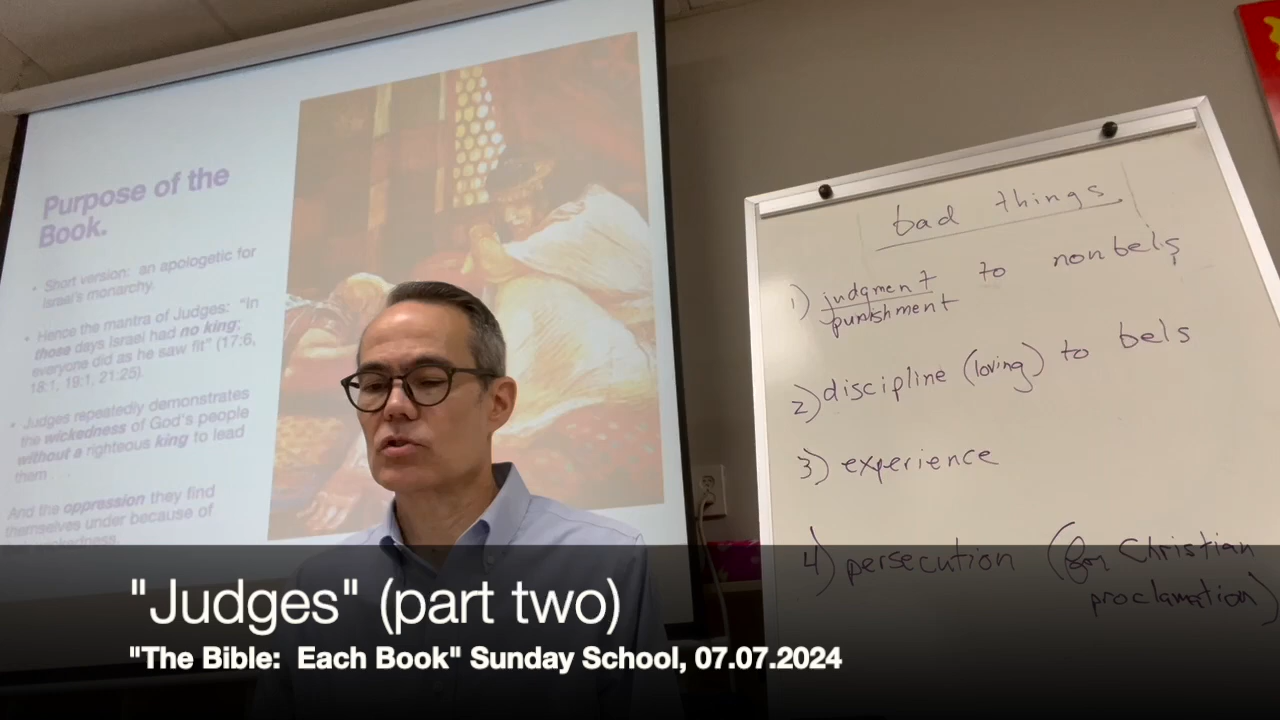 Purpose of the
Book.
• Short version: an apologetic for
Israel's monarchy.
• Hence the mantra of Judges: "In
those days Israel had no king;
everyone did as he saw fit" (17:6,
18:1, 19:1, 21:25).
• Judges repeatedly demonstrates
the wickedness of God's people
without a righteous king to lead
them
And the oppression they find
themselves under because of
wickedness.
bad things
1) judgment to nonbels
punishment
2) discipline (loving) to bels
3) experience
4) persecution (for Christian
proclamation)
"Judges" (part two)
"The Bible: Each Book" Sunday School, 07.07.2024